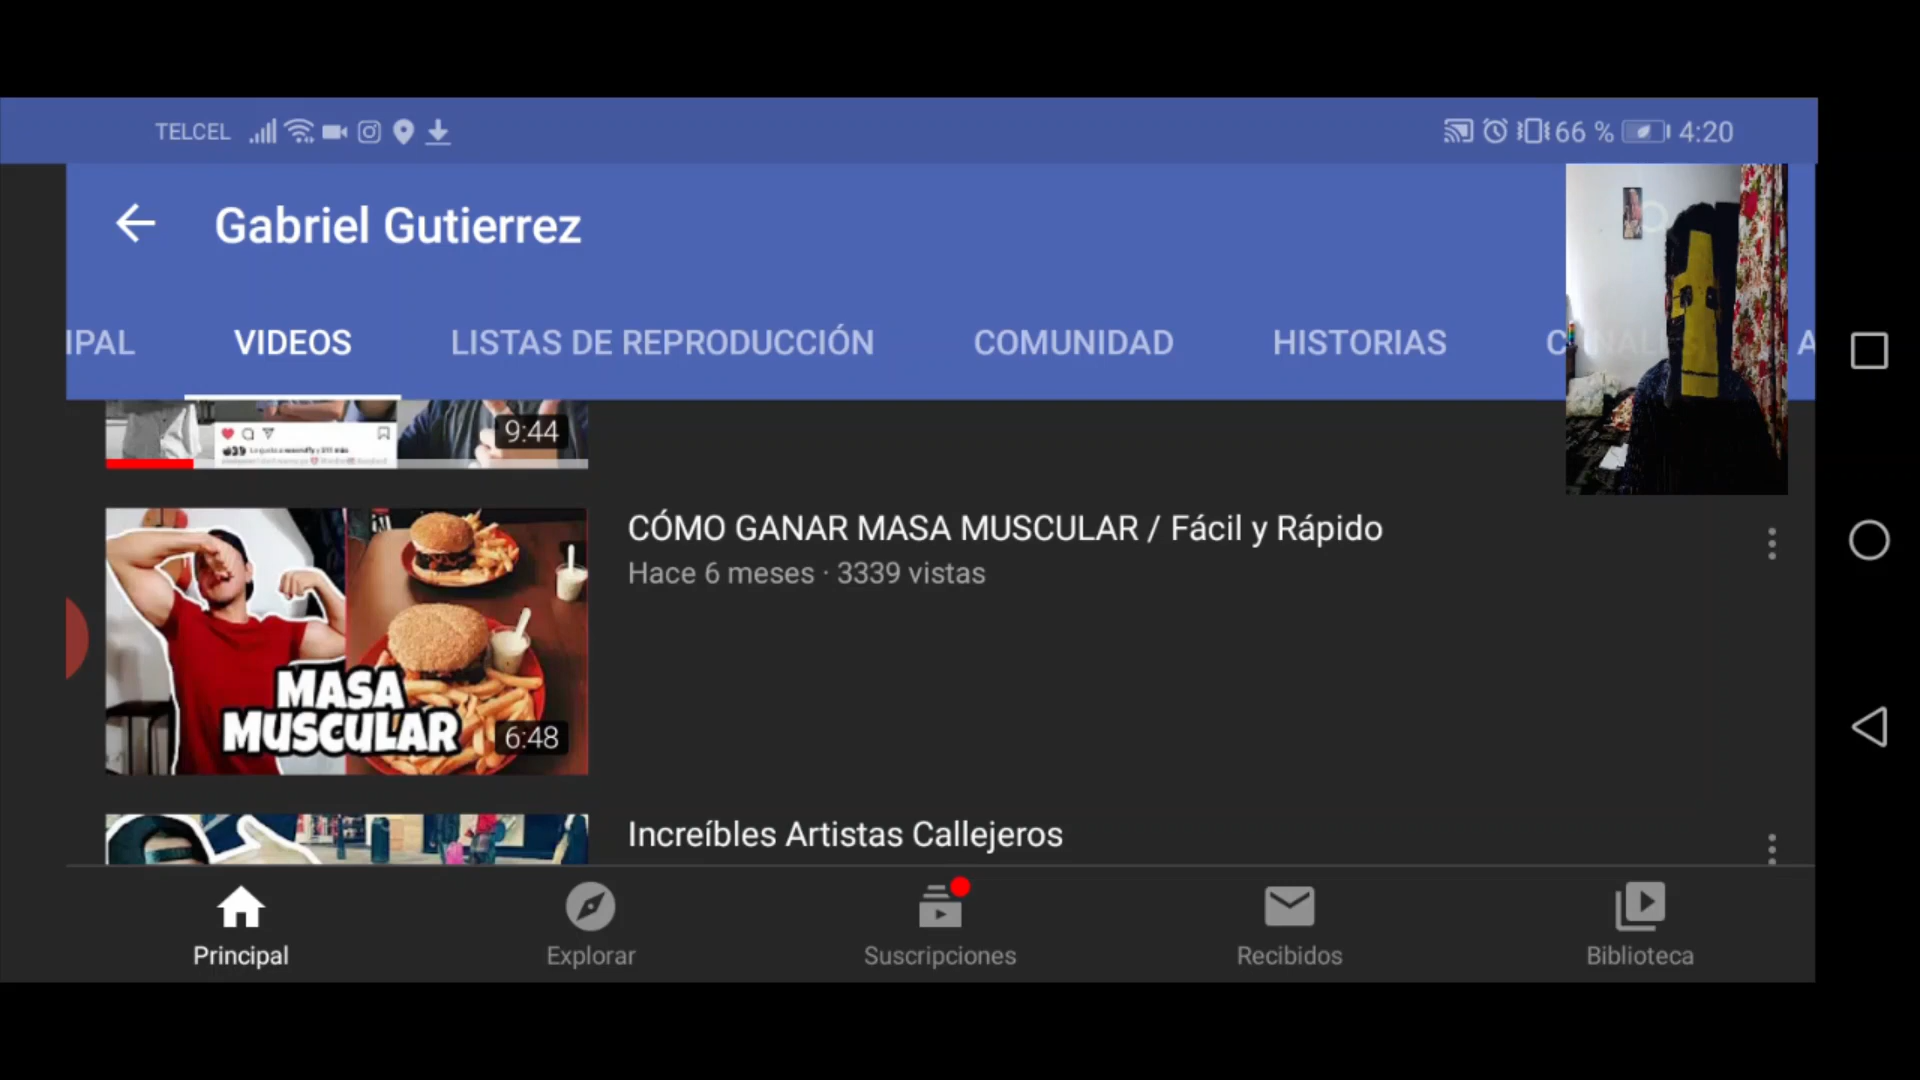 TELCEL 66 % 4:20
Gabriel Gutierrez
IPAL VIDEOS LISTAS DE REPRODUCCIÓN COMUNIDAD HISTORIAS CANALES A
9:44
CÓMO GANAR MASA MUSCULAR / Fácil y Rápido
Hace 6 meses · 3339 vistas
MASA
MUSCULAR
6:48
Increíbles Artistas Callejeros
Principal Explorar Suscripciones Recibidos Biblioteca